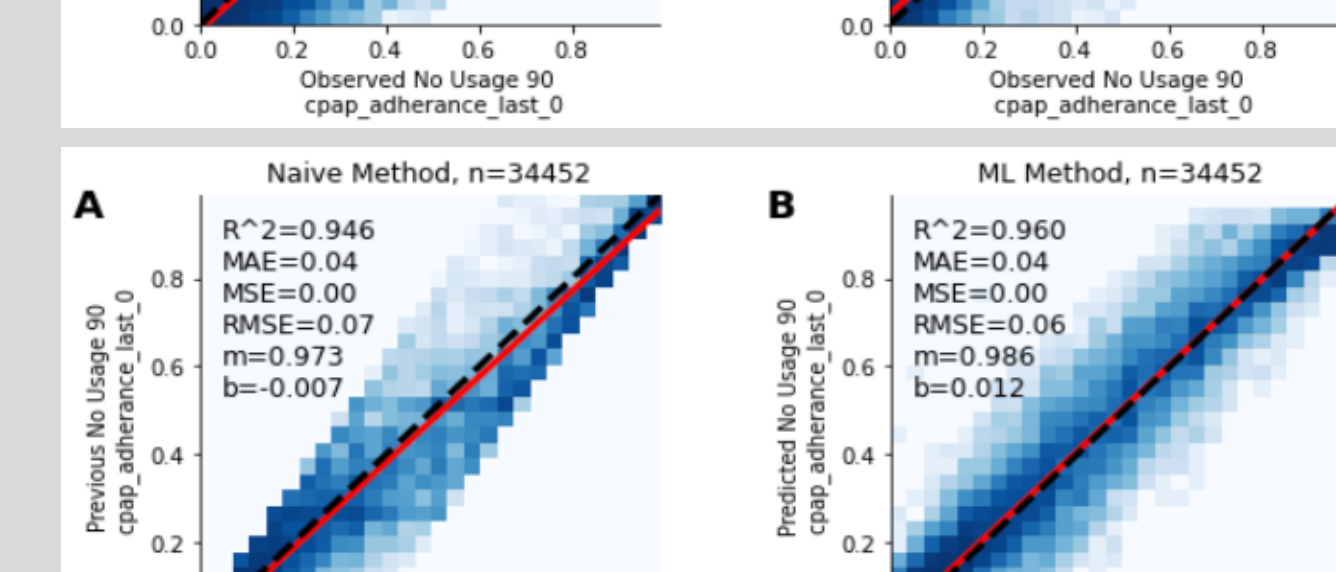 0.0
0.0 0.2 0.4 0.6 0.8
Observed No Usage 90
cpap_adherance_last_0
0.0
0.0 0.2 0.4 0.6 0.8
Observed No Usage 90
cpap_adherance_last_0
A
Naive Method, n=34452
R^2=0.946
MAE=0.04
MSE=0.00
RMSE=0.07
m=0.973
b=-0.007
0.8
0.6
0.4
0.2
Previous No Usage 90
cpap_adherance_last_0
B
ML Method, n=34452
R^2=0.960
MAE=0.04
MSE=0.00
RMSE=0.06
m=0.986
b=0.012
0.8
0.6
0.4
0.2
Predicted No Usage 90
cpap_adherance_last_0